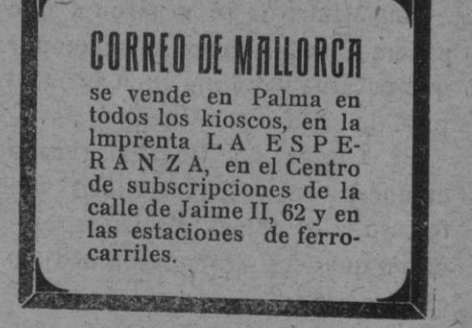 CORREO DE MALLORCA
se vende en Palma en
todos los kioscos, en la
Imprenta LA ESPE-
RANZA, en el Centro
de subscripciones de la
calle de Jaime II, 62 y en
las estaciones de ferro-
carriles.